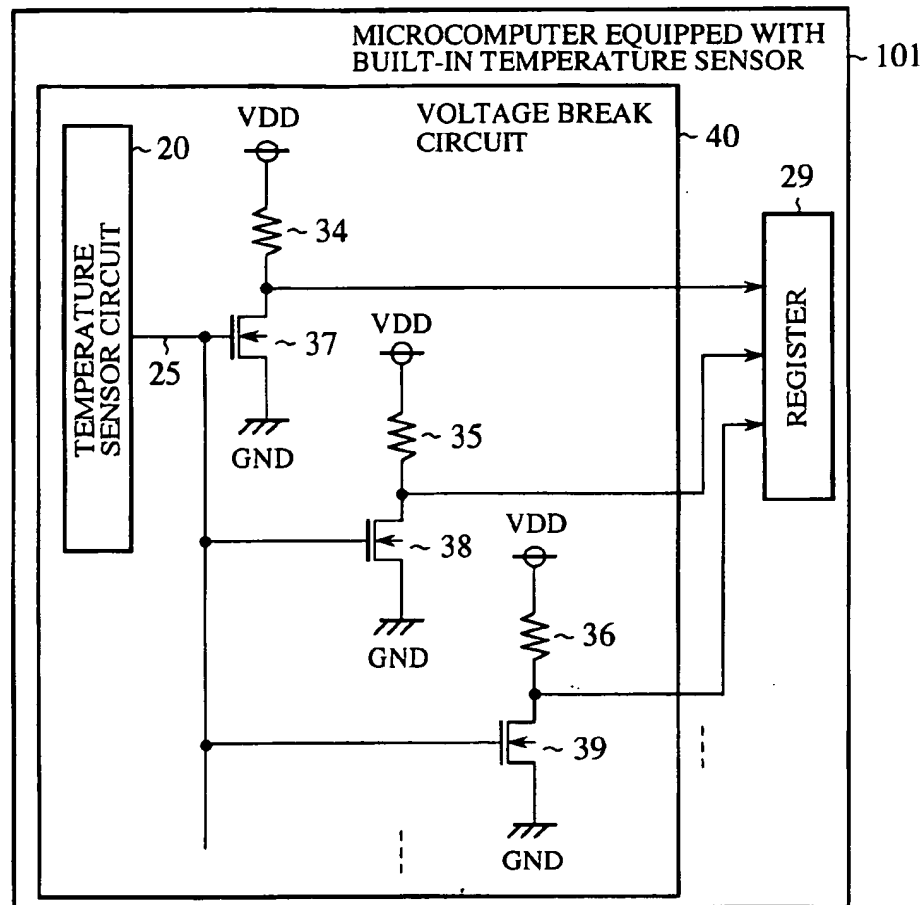 MICROCOMPUTER EQUIPPED WITH
BUILT-IN TEMPERATURE SENSOR
~101
VOLTAGE BREAK
CIRCUIT
~40
TEMPERATURE
SENSOR CIRCUIT
~20
25
VDD
~34
~37
GND
VDD
~35
~38
GND
VDD
~36
~39
GND
29
REGISTER